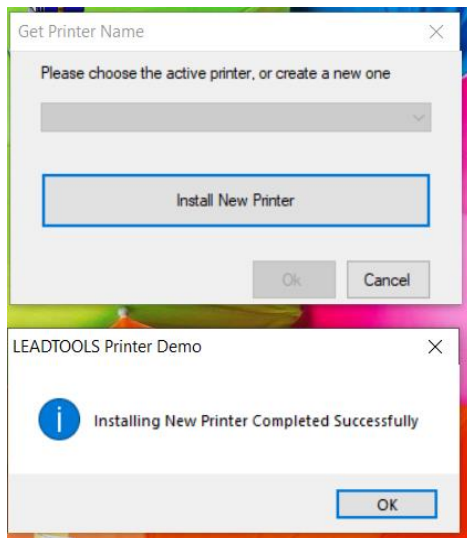 Get Printer Name
Please choose the active printer, or create a new one
Install New Printer
Ok
Cancel
LEADTOOLS Printer Demo
Installing New Printer Completed Successfully
OK